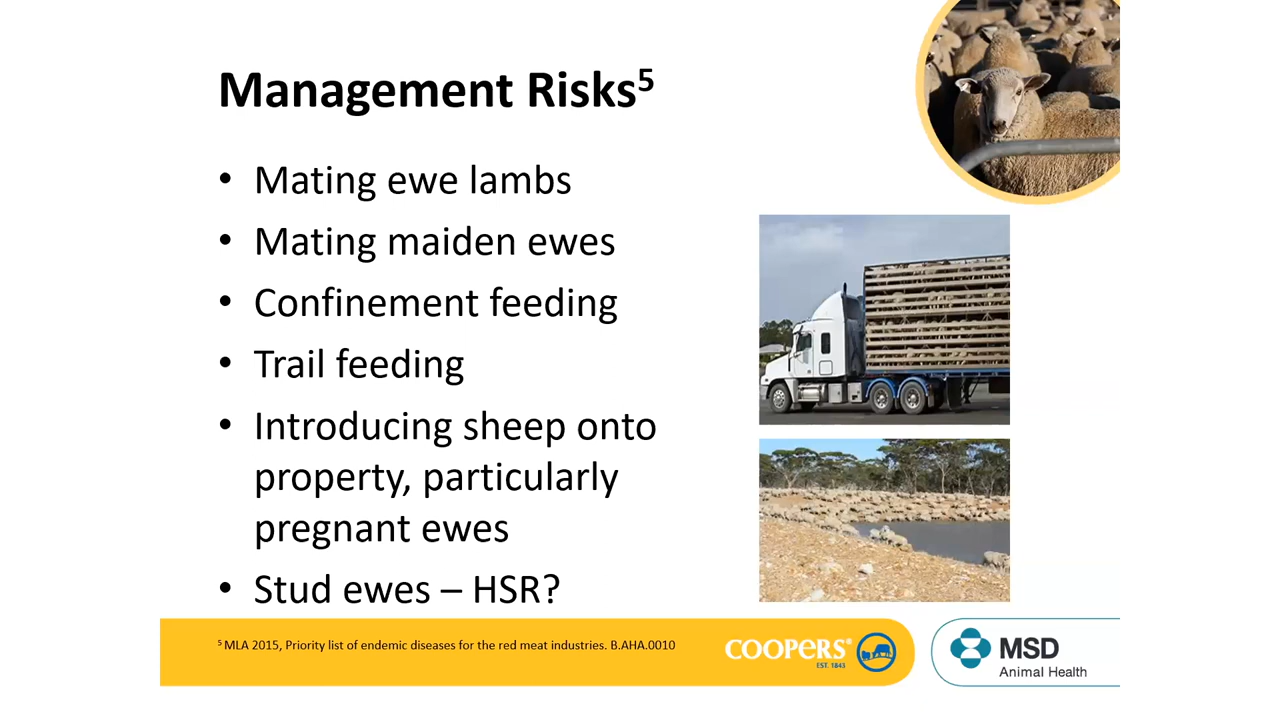 Management Risks⁵
• Mating ewe lambs
• Mating maiden ewes
• Confinement feeding
• Trail feeding
• Introducing sheep onto
property, particularly
pregnant ewes
• Stud ewes – HSR?
⁵ MLA 2015, Priority list of endemic diseases for the red meat industries. B.AHA.0010
COOPERS®
EST. 1843
MSD
Animal Health